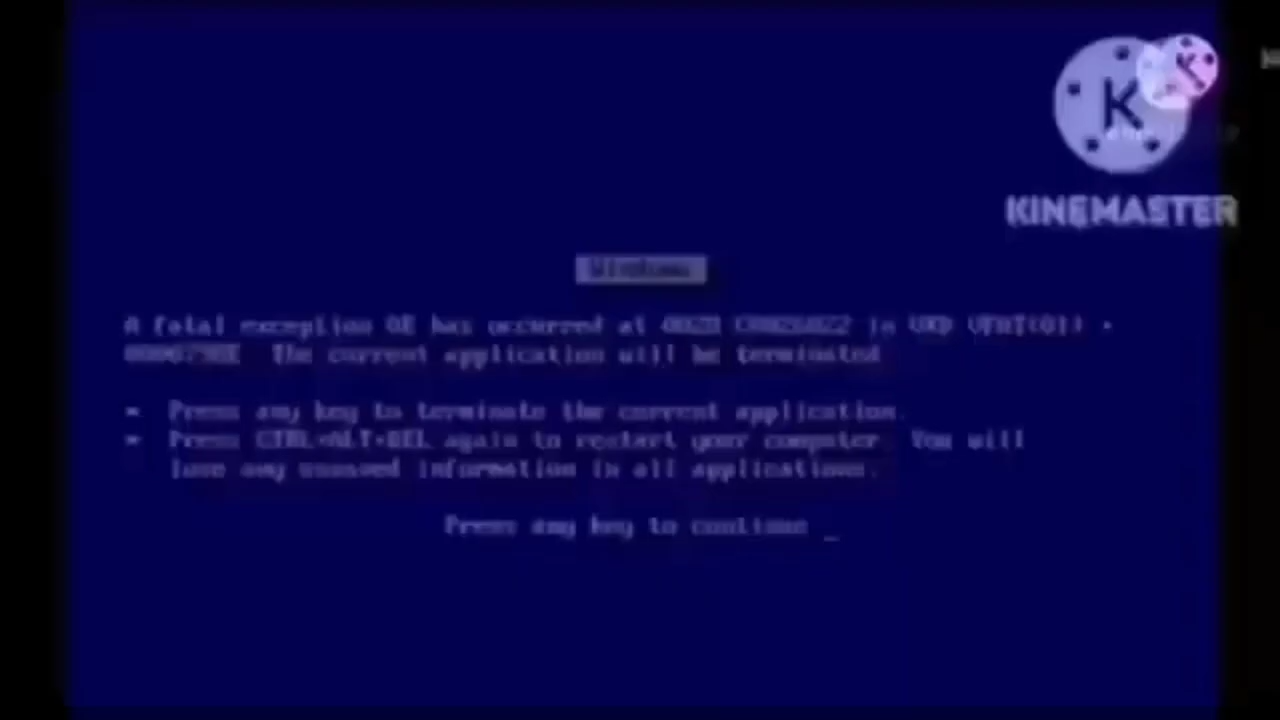 K
KINEMASTER
Windows
A fatal exception 0E has occurred at in
The current application will be terminated
* Press any key to terminate the current application.
* Press CTRL+ALT+DEL again to restart your computer. You will
lose any unsaved information in all applications.
Press any key to continue _